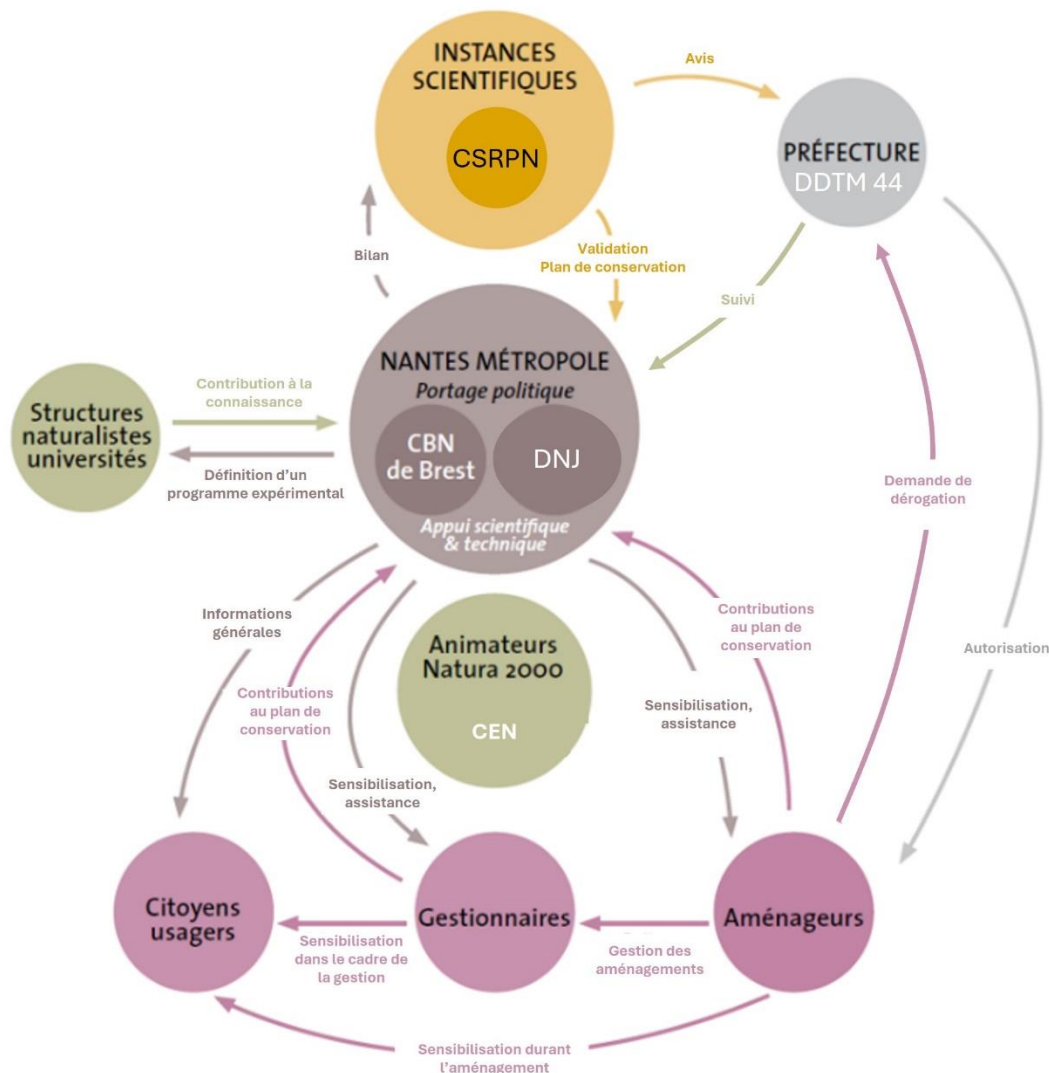 INSTANCES
SCIENTIFIQUES
CSRPN
Avis
PRÉFECTURE
DDTM 44
Bilan
Validation
Plan de conservation
Suivi
NANTES MÉTROPOLE
Portage politique
CBN
de Brest
DNJ
Appui scientifique
& technique
Structures
naturalistes
universités
Contribution à la
connaissance
Définition d'un
programme expérimental
Demande de
dérogation
Informations
générales
Animateurs
Natura 2000
CEN
Contributions
au plan de
conservation
Autorisation
Contributions
au plan de
conservation
Sensibilisation,
assistance
Sensibilisation,
assistance
Citoyens
usagers
Gestionnaires
Aménageurs
Sensibilisation
dans le cadre de
la gestion
Gestion des
aménagements
Sensibilisation durant
l'aménagement